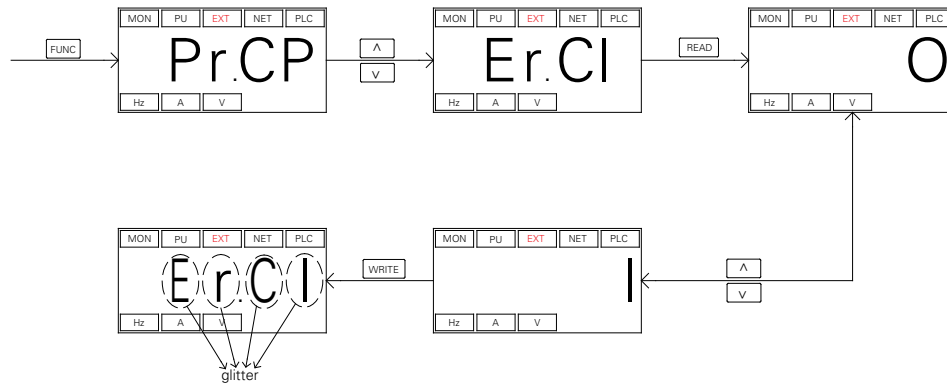 MON PU EXT NET PLC
Pr.CP
Hz A V
FUNC
∧
∨
MON PU EXT NET PLC
Er.Cl
Hz A V
READ
MON PU EXT NET PLC
O
Hz A V
MON PU EXT NET PLC
Er.Cl
Hz A V
glitter
WRITE
MON PU EXT NET PLC
l
Hz A V
∧
∨